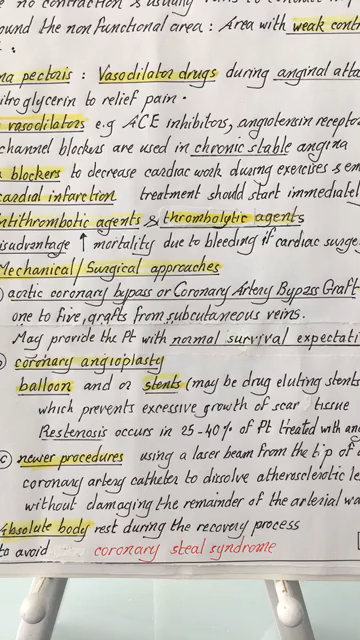 no contraction & usually
ound the nonfunctional area : Area with weak cont
:
na pectoris : Vasodilator drugs during anginal atta
itroglycerin to relief pain.
vasodilators e.g ACE inhibitors, angiotensin recepto
channel blockers are used in chronic stable angina
blockers to decrease cardiac work during exercises & em
cardial infarction treatment should start immediatel
ntithrombotic agents & thrombolytic agents
isadvantage ↑ mortality due to bleeding if cardiac surge
Mechanical/Surgical approaches
) aortic coronary bypass or Coronary Artery Bypass Graft
one to five, grafts from subcutaneous veins.
May provide the Pt with normal survival expectati
) coronary angioplasty
balloon and or stents (may be drug eluting stents
which prevents excessive growth of scar tissue
Restenosis occurs in 25-40% of Pt treated with ang
(c) newer procedures using a laser beam from the tip of a
coronary artery catheter to dissolve atherosclerotic le
without damaging the remainder of the arterial wa
Absolute body rest during the recovery process
to avoid coronary steal syndrome